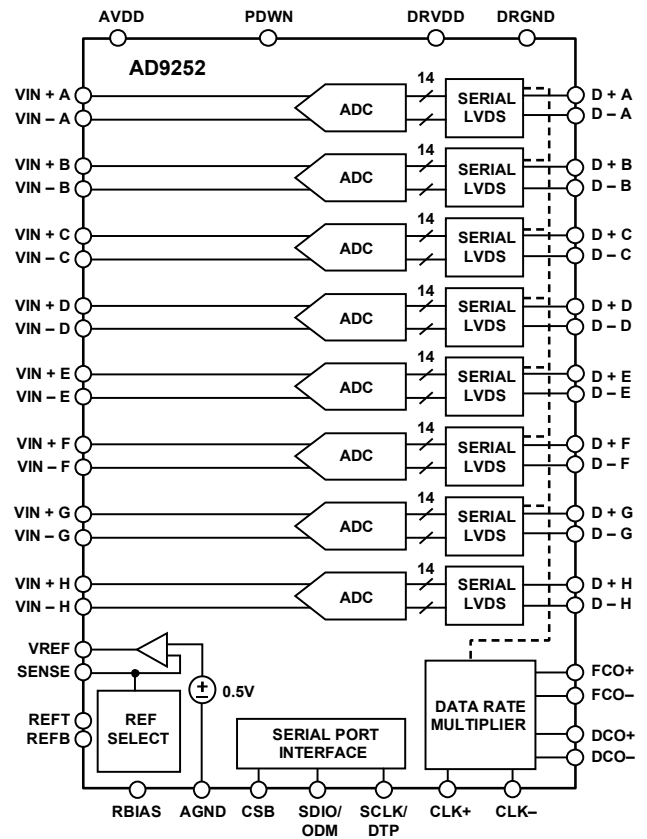 AVDD PDWN DRVDD DRGND
AD9252
VIN + A
VIN – A
ADC
14
SERIAL
LVDS
D + A
D – A
VIN + B
VIN – B
ADC
14
SERIAL
LVDS
D + B
D – B
VIN + C
VIN – C
ADC
14
SERIAL
LVDS
D + C
D – C
VIN + D
VIN – D
ADC
14
SERIAL
LVDS
D + D
D – D
VIN + E
VIN – E
ADC
14
SERIAL
LVDS
D + E
D – E
VIN + F
VIN – F
ADC
14
SERIAL
LVDS
D + F
D – F
VIN + G
VIN – G
ADC
14
SERIAL
LVDS
D + G
D – G
VIN + H
VIN – H
ADC
14
SERIAL
LVDS
D + H
D – H
VREF
SENSE
REFT
REFB
REF
SELECT
+
–
0.5V
SERIAL PORT
INTERFACE
DATA RATE
MULTIPLIER
FCO+
FCO–
DCO+
DCO–
RBIAS
AGND
CSB
SDIO/
ODM
SCLK/
DTP
CLK+
CLK–